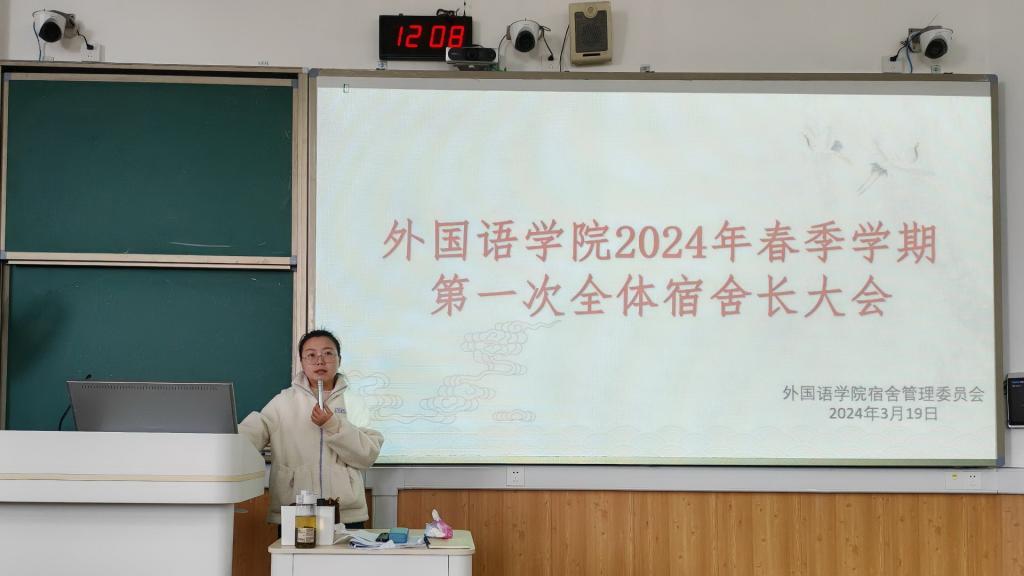 12 08
外国语学院2024年春季学期
第一次全体宿舍长大会
外国语学院宿舍管理委员会
2024年3月19日